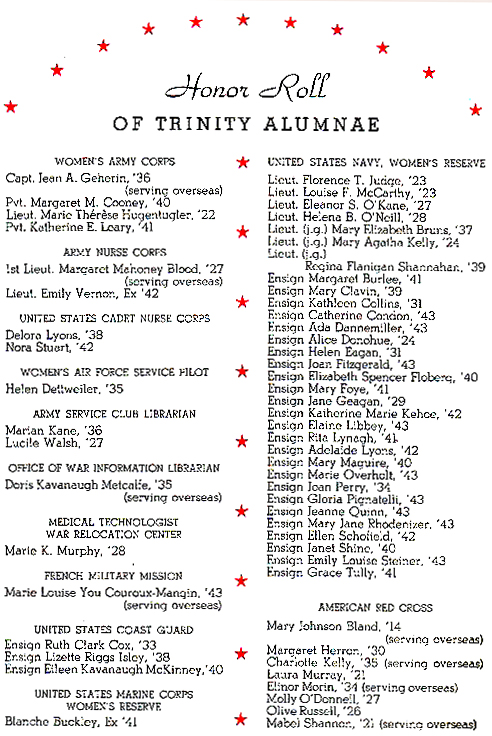 Honor Roll
OF TRINITY ALUMNAE
WOMEN'S ARMY CORPS
Capt. Jean A. Geherin, '36
(serving overseas)
Pvt. Margaret M. Cooney, '40
Lieut. Marie Thérèse Hugentugler, '22
Pvt. Katherine E. Leary, '41
ARMY NURSE CORPS
1st Lieut. Margaret Mahoney Blood, '27
(serving overseas)
Lieut. Emily Vernon, Ex '42
UNITED STATES CADET NURSE CORPS
Delora Lyons, '38
Nora Stuart, '42
WOMEN'S AIR FORCE SERVICE PILOT
Helen Dettweiler, '35
ARMY SERVICE CLUB LIBRARIAN
Marian Kane, '36
Lucile Walsh, '27
OFFICE OF WAR INFORMATION LIBRARIAN
Doris Kavanaugh Metcalfe, '35
(serving overseas)
MEDICAL TECHNOLOGIST
WAR RELOCATION CENTER
Marie K. Murphy, '28
FRENCH MILITARY MISSION
Marie Louise You Couroux-Mangin, '43
(serving overseas)
UNITED STATES COAST GUARD
Ensign Ruth Clark Cox, '33
Ensign Lizette Riggs Isley, '38
Ensign Eileen Kavanaugh McKinney, '40
UNITED STATES MARINE CORPS
WOMEN'S RESERVE
Blanche Buckley, Ex '41
UNITED STATES NAVY, WOMEN'S RESERVE
Lieut. Florence T. Judge, '23
Lieut. Louise F. McCarthy, '23
Lieut. Eleanor S. O'Kane, '27
Lieut. Helena B. O'Neill, '28
Lieut. (j.g.) Mary Elizabeth Bruns, '37
Lieut. (j.g.) Mary Agatha Kelly, '24
Lieut. (j.g.)
Regina Flanigan Shannahan, '39
Ensign Margaret Burlee, '41
Ensign Mary Clavin, '39
Ensign Kathleen Collins, '31
Ensign Catherine Condon, '43
Ensign Ada Dannemiller, '43
Ensign Alice Donohue, '24
Ensign Helen Eagan, '31
Ensign Joan Fitzgerald, '43
Ensign Elizabeth Spencer Floberg, '40
Ensign Mary Foye, '41
Ensign Jane Geagan, '29
Ensign Katherine Marie Kehoe, '42
Ensign Elaine Libbey, '43
Ensign Rita Lynagh, '41
Ensign Adelaide Lyons, '42
Ensign Mary Maguire, '40
Ensign Marie Overholt, '43
Ensign Joan Perry, '34
Ensign Gloria Pignatelli, '43
Ensign Jeanne Quinn, '43
Ensign Mary Jane Rhodenizer, '43
Ensign Ellen Schofield, '42
Ensign Janet Shine, '40
Ensign Emily Louise Steiner, '43
Ensign Grace Tully, '41
AMERICAN RED CROSS
Mary Johnson Bland, '14
(serving overseas)
Margaret Herron, '30
Charlotte Kelly, '35 (serving overseas)
Laura Murray, '21
Elinor Morin, '34 (serving overseas)
Molly O'Donnell, '27
Olive Russell, '26
Mabel Shannon, '21 (serving overseas)